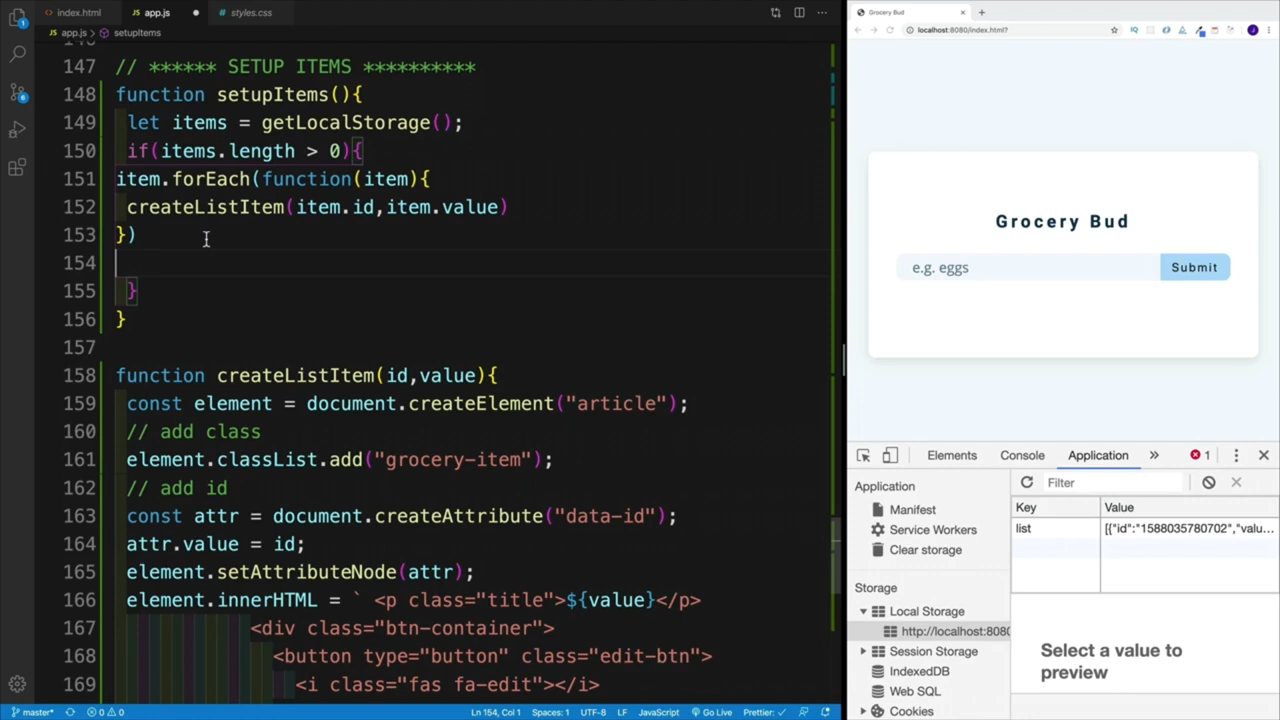 index.html
app.js
styles.css
Grocery Bud
app.js > setupItems
localhost:8080/index.html?
147 // ****** SETUP ITEMS **********
148 function setupItems(){
149 let items = getLocalStorage();
150 if(items.length > 0){
151 item.forEach(function(item){
152 createListItem(item.id,item.value)
153 })
154
155 }
156 }
157
158 function createListItem(id,value){
159 const element = document.createElement("article");
160 // add class
161 element.classList.add("grocery-item");
162 // add id
163 const attr = document.createAttribute("data-id");
164 attr.value = id;
165 element.setAttributeNode(attr);
166 element.innerHTML = ` <p class="title">${value}</p>
167 <div class="btn-container">
168 <button type="button" class="edit-btn">
169 <i class="fas fa-edit"></i>
Grocery Bud
e.g. eggs
Submit
Elements Console Application » 1
Application
Manifest
Service Workers
Clear storage
Storage
Local Storage
http://localhost:8080
Session Storage
IndexedDB
Web SQL
Cookies
Filter
Key Value
list [{"id":"1588035780702","valu...
Select a value to
preview
master* 0 0 Ln 154, Col 1 Spaces: 1 UTF-8 LF JavaScript Go Live Prettier: ✓